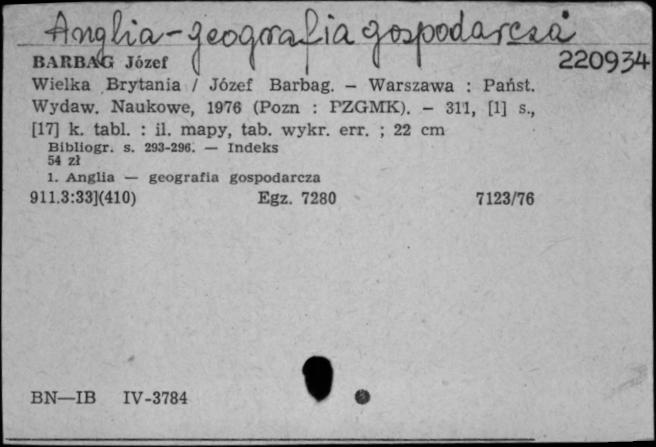 Anglia - geografia gospodarcza
BARBAG Józef
220934
Wielka Brytania / Józef Barbag. — Warszawa : Państ.
Wydaw. Naukowe, 1976 (Pozn : PZGMK). — 311, [1] s.,
[17] k. tabl. : il. mapy, tab. wykr. err. ; 22 cm
Bibliogr. s. 293-296. — Indeks
54 zł
1. Anglia — geografia gospodarcza
911.3:33](410) Egz. 7280 7123/76
BN—IB IV-3784